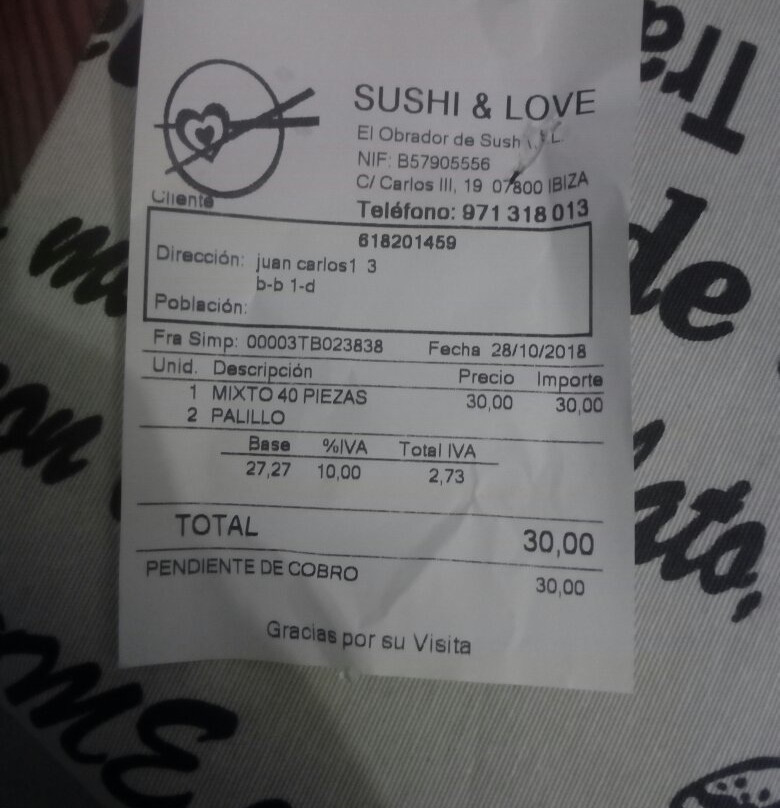 SUSHI & LOVE
El Obrador de Sush
NIF: B57905556
C/ Carlos III, 19 07800 IBIZA
Teléfono: 971 318 013
Cliente
618201459
Dirección: juan carlos1 3
b-b 1-d
Población:
Fra Simp: 00003TB023838 Fecha 28/10/2018
Unid. Descripción Precio Importe
1 MIXTO 40 PIEZAS 30,00 30,00
2 PALILLO
Base %IVA Total IVA
27,27 10,00 2,73
TOTAL 30,00
PENDIENTE DE COBRO 30,00
Gracias por su Visita
de